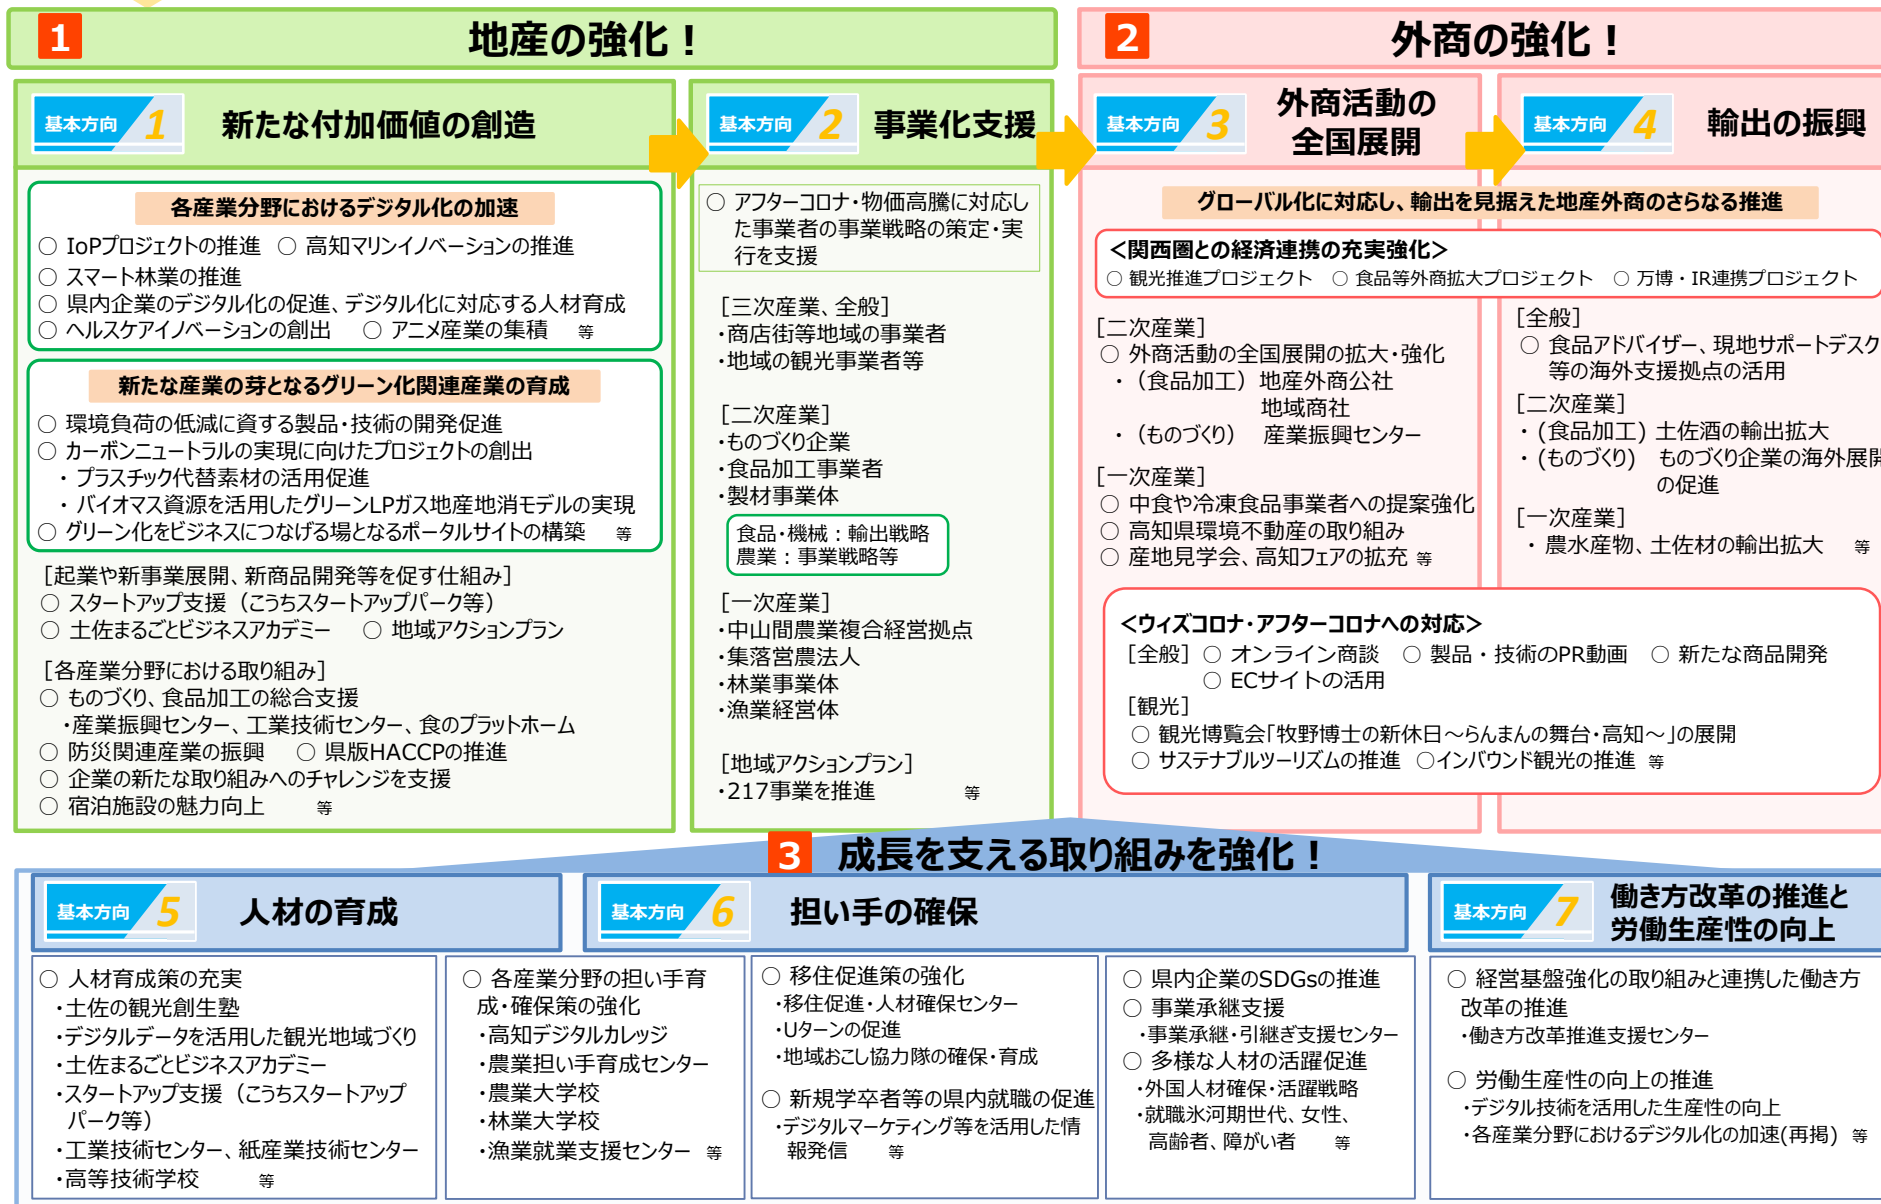 1 地産の強化！
基本方向 1 新たな付加価値の創造
各産業分野におけるデジタル化の加速
○ IoPプロジェクトの推進 ○ 高知マリンイノベーションの推進
○ スマート林業の推進
○ 県内企業のデジタル化の促進、デジタル化に対応する人材育成
○ ヘルスケアイノベーションの創出 ○ アニメ産業の集積 等
新たな産業の芽となるグリーン化関連産業の育成
○ 環境負荷の低減に資する製品・技術の開発促進
○ カーボンニュートラルの実現に向けたプロジェクトの創出
・プラスチック代替素材の活用促進
・バイオマス資源を活用したグリーンLPガス地産地消モデルの実現
○ グリーン化をビジネスにつなげる場となるポータルサイトの構築 等
［起業や新事業展開、新商品開発等を促す仕組み］
○ スタートアップ支援（こうちスタートアップパーク等）
○ 土佐まるごとビジネスアカデミー ○ 地域アクションプラン
［各産業分野における取り組み］
○ ものづくり、食品加工の総合支援
・産業振興センター、工業技術センター、食のプラットホーム
○ 防災関連産業の振興 ○ 県版HACCPの推進
○ 企業の新たな取り組みへのチャレンジを支援
○ 宿泊施設の魅力向上 等
基本方向 2 事業化支援
○ アフターコロナ・物価高騰に対応し
た事業者の事業戦略の策定・実
行を支援
［三次産業、全般］
・商店街等地域の事業者
・地域の観光事業者等
［二次産業］
・ものづくり企業
・食品加工事業者
・製材事業体
食品・機械：輸出戦略
農業：事業戦略等
［一次産業］
・中山間農業複合経営拠点
・集落営農法人
・林業事業体
・漁業経営体
［地域アクションプラン］
・217事業を推進 等
2 外商の強化！
基本方向 3 外商活動の
全国展開
基本方向 4 輸出の振興
グローバル化に対応し、輸出を見据えた地産外商のさらなる推進
＜関西圏との経済連携の充実強化＞
○ 観光推進プロジェクト ○ 食品等外商拡大プロジェクト ○ 万博・IR連携プロジェクト
［二次産業］
○ 外商活動の全国展開の拡大・強化
・（食品加工）地産外商公社
地域商社
・（ものづくり） 産業振興センター
［一次産業］
○ 中食や冷凍食品事業者への提案強化
○ 高知県環境不動産の取り組み
○ 産地見学会、高知フェアの拡充 等
［全般］
○ 食品アドバイザー、現地サポートデスク
等の海外支援拠点の活用
［二次産業］
・(食品加工) 土佐酒の輸出拡大
・(ものづくり) ものづくり企業の海外展開
の促進
［一次産業］
・農水産物、土佐材の輸出拡大 等
＜ウィズコロナ・アフターコロナへの対応＞
［全般］○ オンライン商談 ○ 製品・技術のPR動画 ○ 新たな商品開発
○ ECサイトの活用
［観光］
○ 観光博覧会「牧野博士の新休日～らんまんの舞台・高知～」の展開
○ サステナブルツーリズムの推進 ○インバウンド観光の推進 等
3 成長を支える取り組みを強化！
基本方向 5 人材の育成
○ 人材育成策の充実
・土佐の観光創生塾
・デジタルデータを活用した観光地域づくり
・土佐まるごとビジネスアカデミー
・スタートアップ支援（こうちスタートアップ
パーク等）
・工業技術センター、紙産業技術センター
・高等技術学校 等
基本方向 6 担い手の確保
○ 各産業分野の担い手育
成・確保策の強化
・高知デジタルカレッジ
・農業担い手育成センター
・農業大学校
・林業大学校
・漁業就業支援センター 等
○ 移住促進策の強化
・移住促進・人材確保センター
・Uターンの促進
・地域おこし協力隊の確保・育成
○ 新規学卒者等の県内就職の促進
・デジタルマーケティング等を活用した情
報発信 等
○ 県内企業のSDGsの推進
○ 事業承継支援
・事業承継・引継ぎ支援センター
○ 多様な人材の活躍促進
・外国人材確保・活躍戦略
・就職氷河期世代、女性、
高齢者、障がい者 等
基本方向 7 働き方改革の推進と
労働生産性の向上
○ 経営基盤強化の取り組みと連携した働き方
改革の推進
・働き方改革推進支援センター
○ 労働生産性の向上の推進
・デジタル技術を活用した生産性の向上
・各産業分野におけるデジタル化の加速(再掲) 等